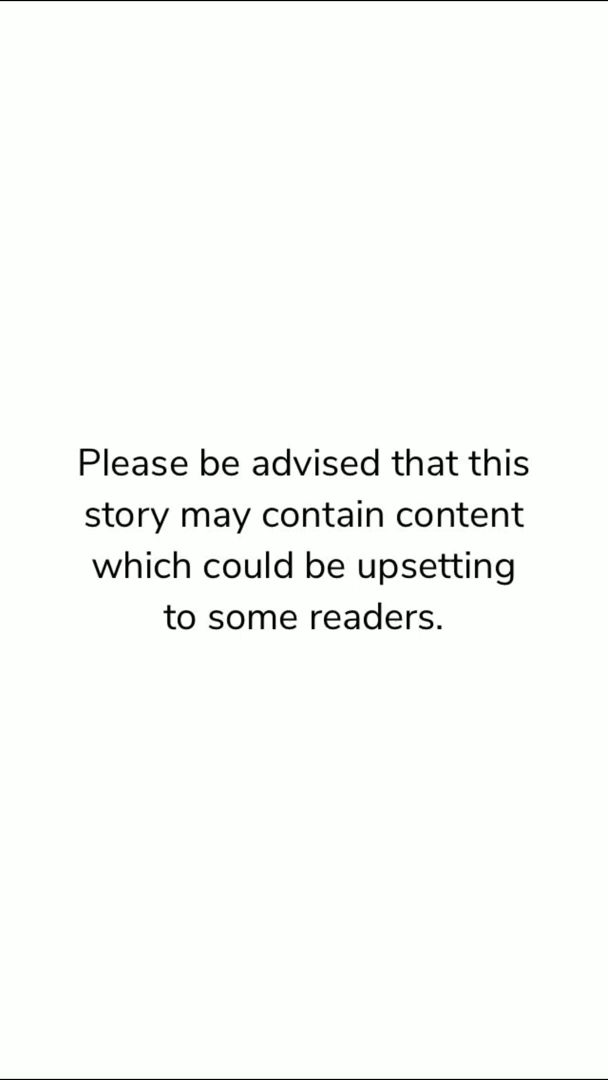 Please be advised that this
story may contain content
which could be upsetting
to some readers.